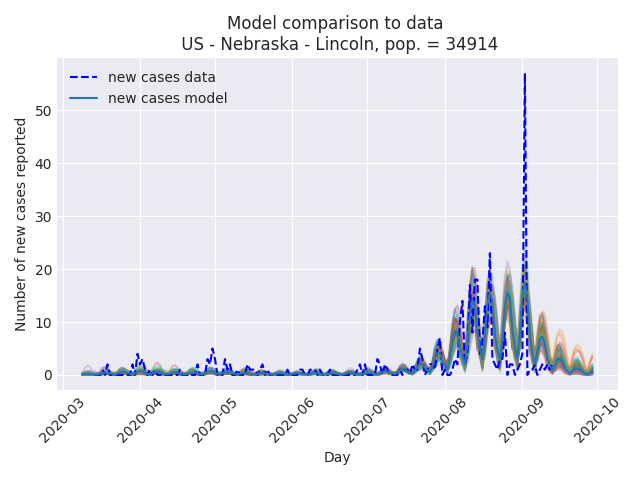 Model comparison to data
US - Nebraska - Lincoln, pop. = 34914
new cases data
new cases model
Number of new cases reported
50
40
30
20
10
0
2020-03
2020-04
2020-05
2020-06
2020-07
2020-08
2020-09
2020-10
Day